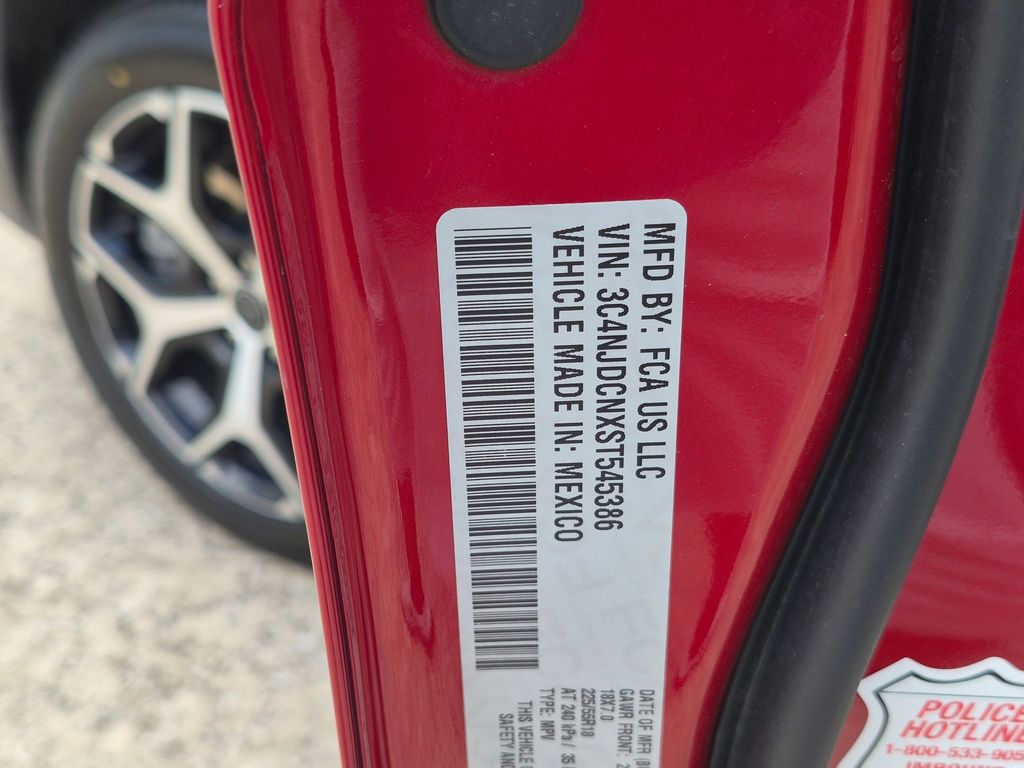 MFD BY: FCA US LLC
VIN: 3C4NJDCNXST545386
VEHICLE MADE IN: MEXICO
DATE OF MFR
GAWR FRONT: 2
18X7.0
225/55R18
AT 240 kPa /
TYPE: MPV
THIS VEHICLE
SAFETY AND
POLICE
HOTLINE
1-800-533-905